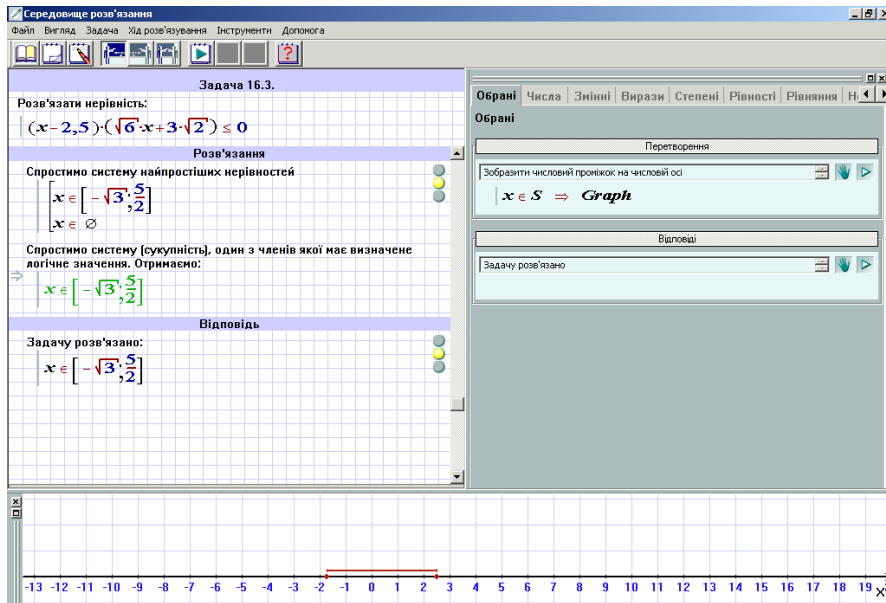 Середовище розв'язання
Файл Вигляд Задача Хід розв'язування Інструменти Допомога
Задача 16.3.
Розв'язати нерівність:
(x-2,5)·(√6·x+3·√2) ≤ 0
Розв'язання
Спростимо систему найпростіших нерівностей
x ∈ [-√3; 5/2]
x ∈ ∅
Спростимо систему (сукупність), один з членів якої має визначене
логічне значення. Отримаємо:
x ∈ [-√3; 5/2]
Відповідь
Задачу розв'язано:
x ∈ [-√3; 5/2]
Обрані Числа Змінні Вирази Степені Рівності Рівняння
Обрані
Перетворення
Зобразити числовий проміжок на числовій осі
x ∈ S ⇒ Graph
Відповіді
Задачу розв'язано
-13 -12 -11 -10 -9 -8 -7 -6 -5 -4 -3 -2 -1 0 1 2 3 4 5 6 7 8 9 10 11 12 13 14 15 16 17 18 19 x